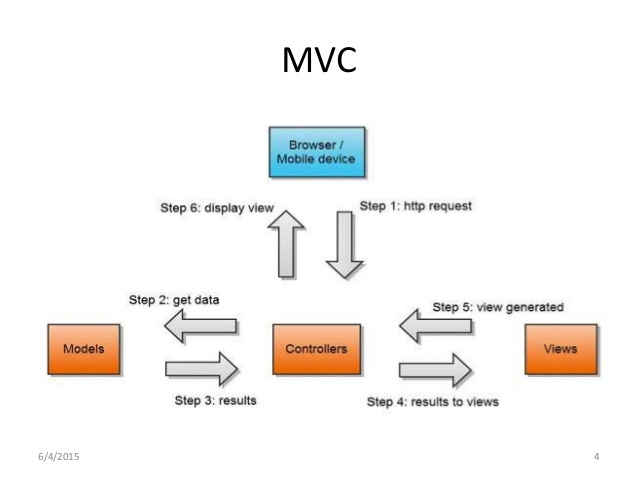 MVC
Browser /
Mobile device
Step 6: display view
Step 1: http request
Step 2: get data
Step 5: view generated
Models
Controllers
Views
Step 3: results
Step 4: results to views
6/4/2015
4